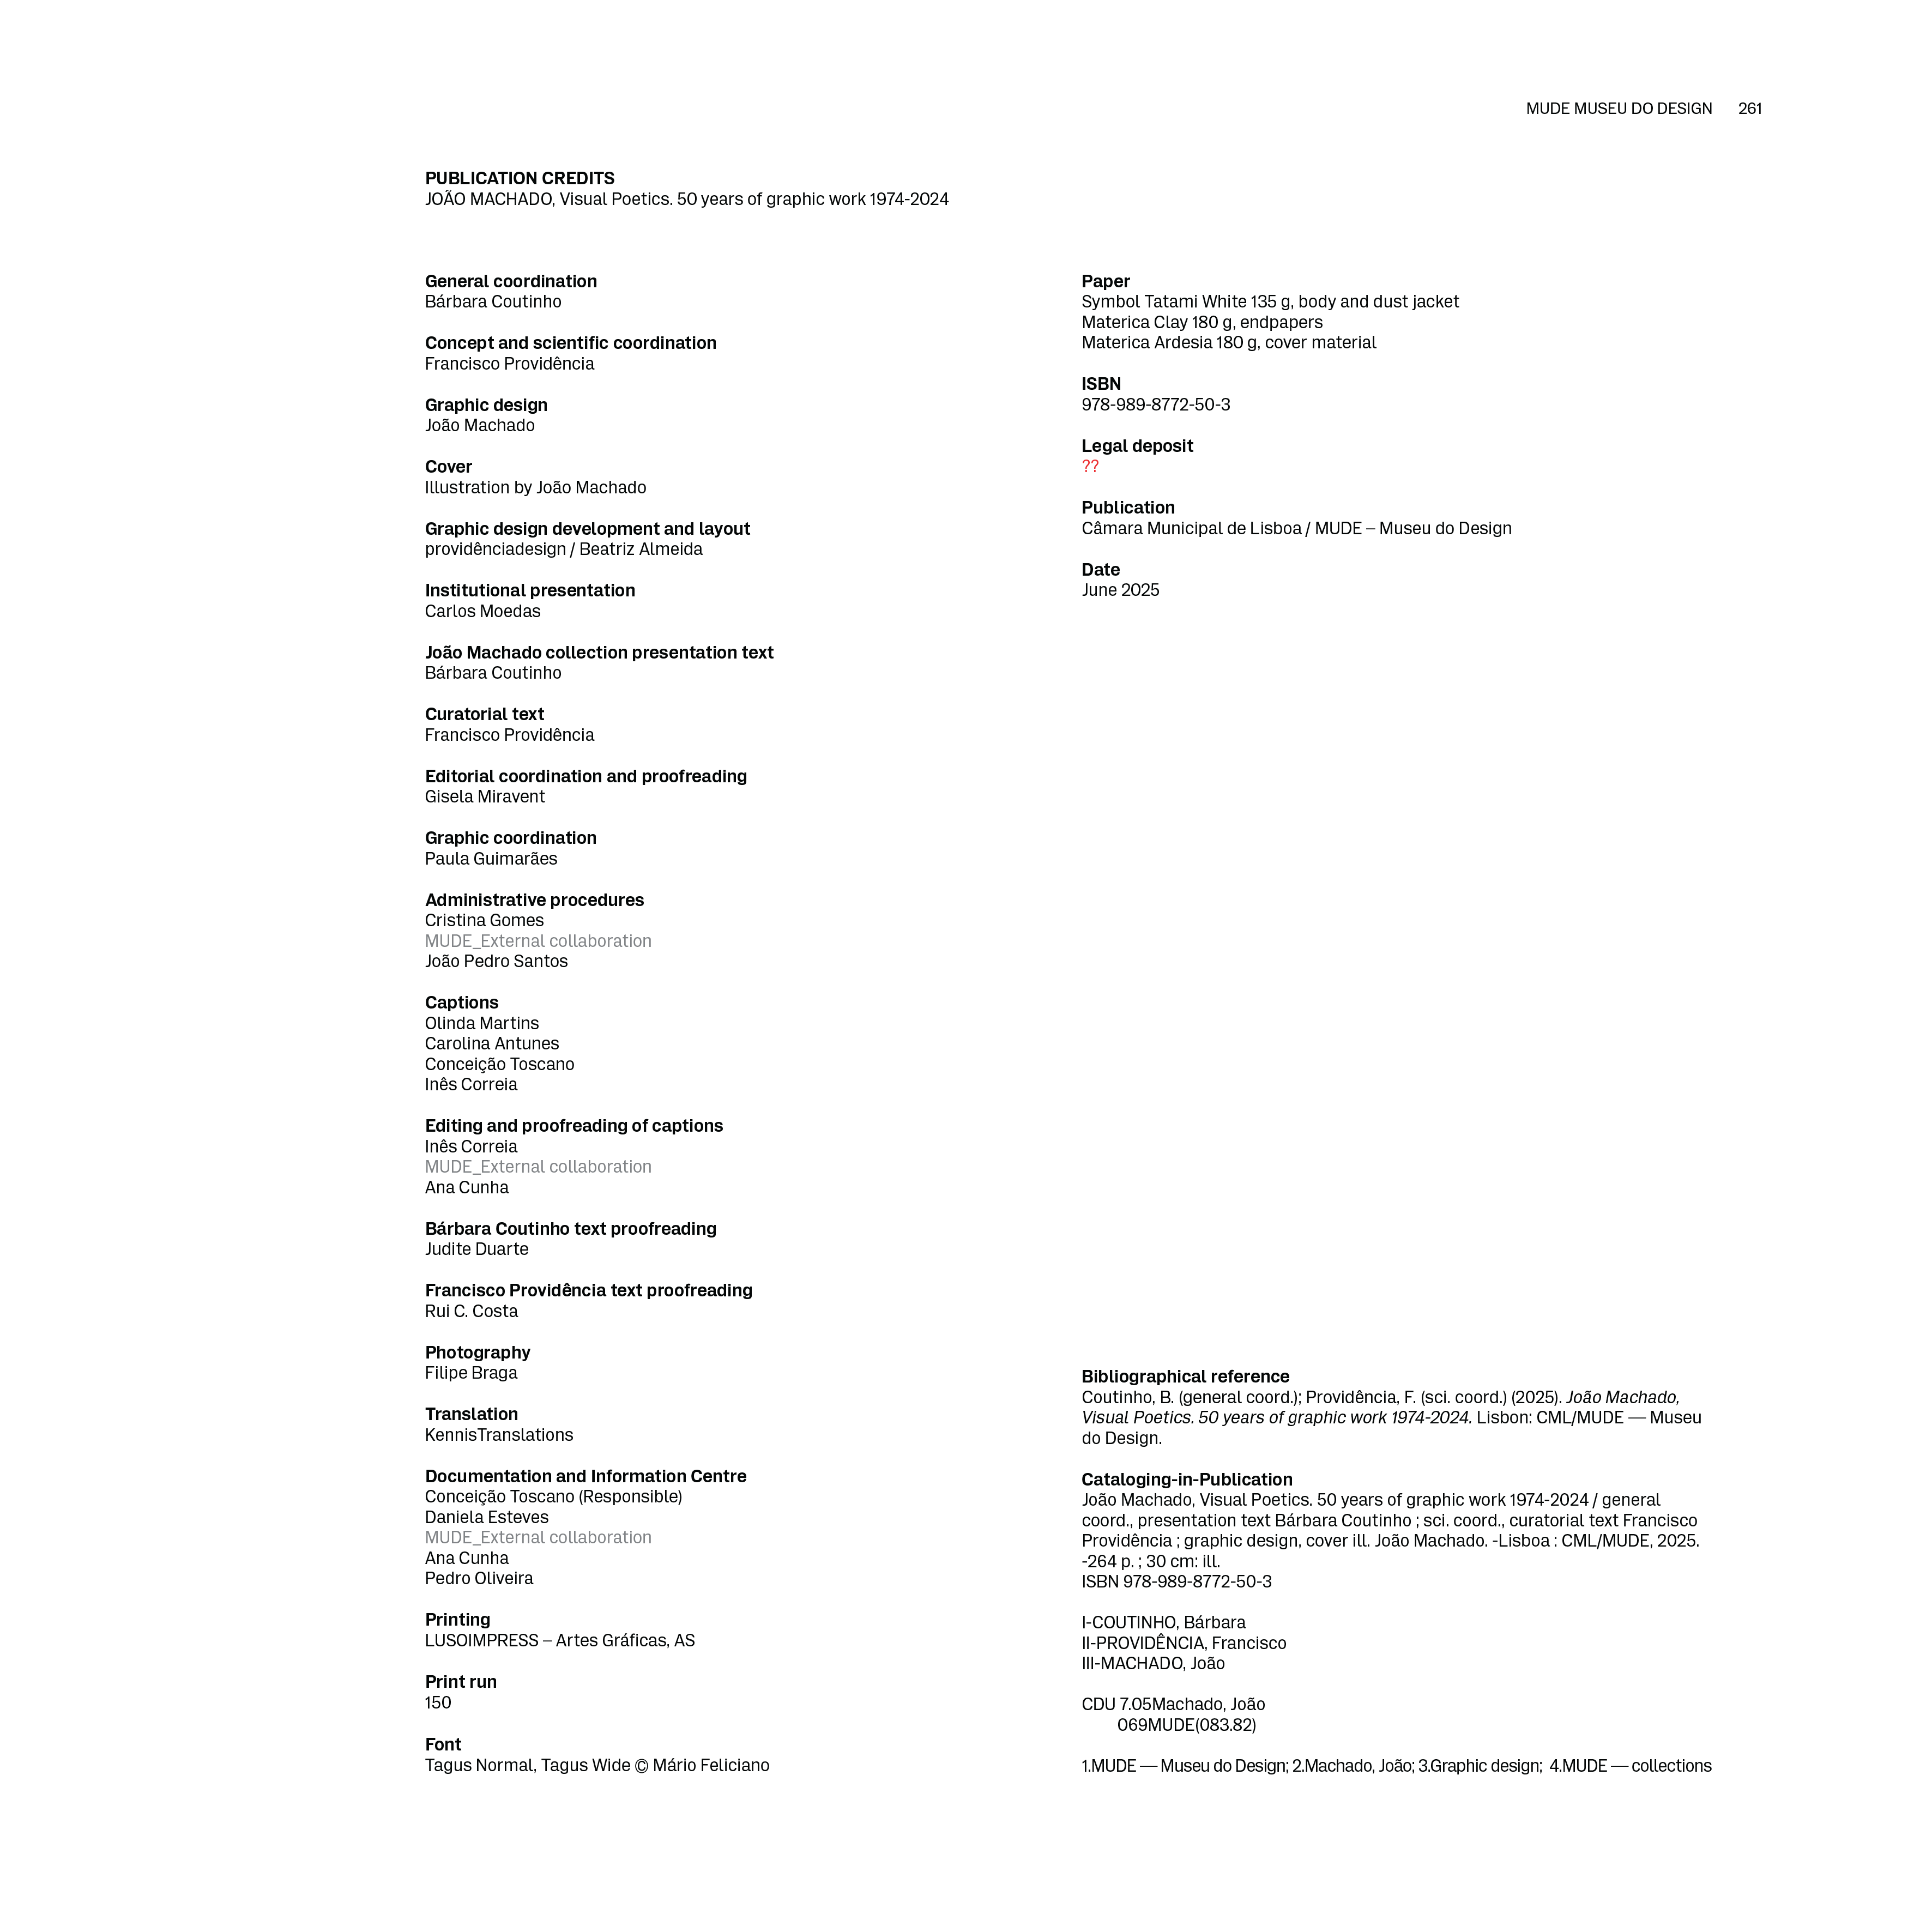 MUDE MUSEU DO DESIGN 261
PUBLICATION CREDITS
JOÃO MACHADO, Visual Poetics. 50 years of graphic work 1974-2024
General coordination
Bárbara Coutinho
Concept and scientific coordination
Francisco Providência
Graphic design
João Machado
Cover
Illustration by João Machado
Graphic design development and layout
providênciadesign / Beatriz Almeida
Institutional presentation
Carlos Moedas
João Machado collection presentation text
Bárbara Coutinho
Curatorial text
Francisco Providência
Editorial coordination and proofreading
Gisela Miravent
Graphic coordination
Paula Guimarães
Administrative procedures
Cristina Gomes
MUDE_External collaboration
João Pedro Santos
Captions
Olinda Martins
Carolina Antunes
Conceição Toscano
Inês Correia
Editing and proofreading of captions
Inês Correia
MUDE_External collaboration
Ana Cunha
Bárbara Coutinho text proofreading
Judite Duarte
Francisco Providência text proofreading
Rui C. Costa
Photography
Filipe Braga
Translation
KennisTranslations
Documentation and Information Centre
Conceição Toscano (Responsible)
Daniela Esteves
MUDE_External collaboration
Ana Cunha
Pedro Oliveira
Printing
LUSOIMPRESS – Artes Gráficas, AS
Print run
150
Font
Tagus Normal, Tagus Wide © Mário Feliciano
Paper
Symbol Tatami White 135 g, body and dust jacket
Materica Clay 180 g, endpapers
Materica Ardesia 180 g, cover material
ISBN
978-989-8772-50-3
Legal deposit
??
Publication
Câmara Municipal de Lisboa / MUDE – Museu do Design
Date
June 2025
Bibliographical reference
Coutinho, B. (general coord.); Providência, F. (sci. coord.) (2025). João Machado,
Visual Poetics. 50 years of graphic work 1974-2024. Lisbon: CML/MUDE — Museu
do Design.
Cataloging-in-Publication
João Machado, Visual Poetics. 50 years of graphic work 1974-2024 / general
coord., presentation text Bárbara Coutinho ; sci. coord., curatorial text Francisco
Providência ; graphic design, cover ill. João Machado. -Lisboa : CML/MUDE, 2025.
-264 p. ; 30 cm: ill.
ISBN 978-989-8772-50-3
I-COUTINHO, Bárbara
II-PROVIDÊNCIA, Francisco
III-MACHADO, João
CDU 7.05Machado, João
069MUDE(083.82)
1.MUDE — Museu do Design; 2.Machado, João; 3.Graphic design; 4.MUDE — collections